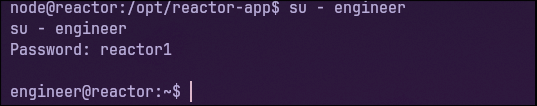 node@reactor:/opt/reactor-app$ su - engineer
su - engineer
Password: reactor1
engineer@reactor:~$